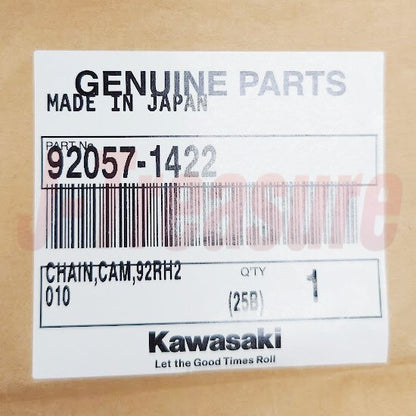 GENUINE PARTS
MADE IN JAPAN
PART No.
92057-1422
CHAIN,CAM,92RH2
010
Q'TY
(25B)
1
Kawasaki
Let the Good Times Roll